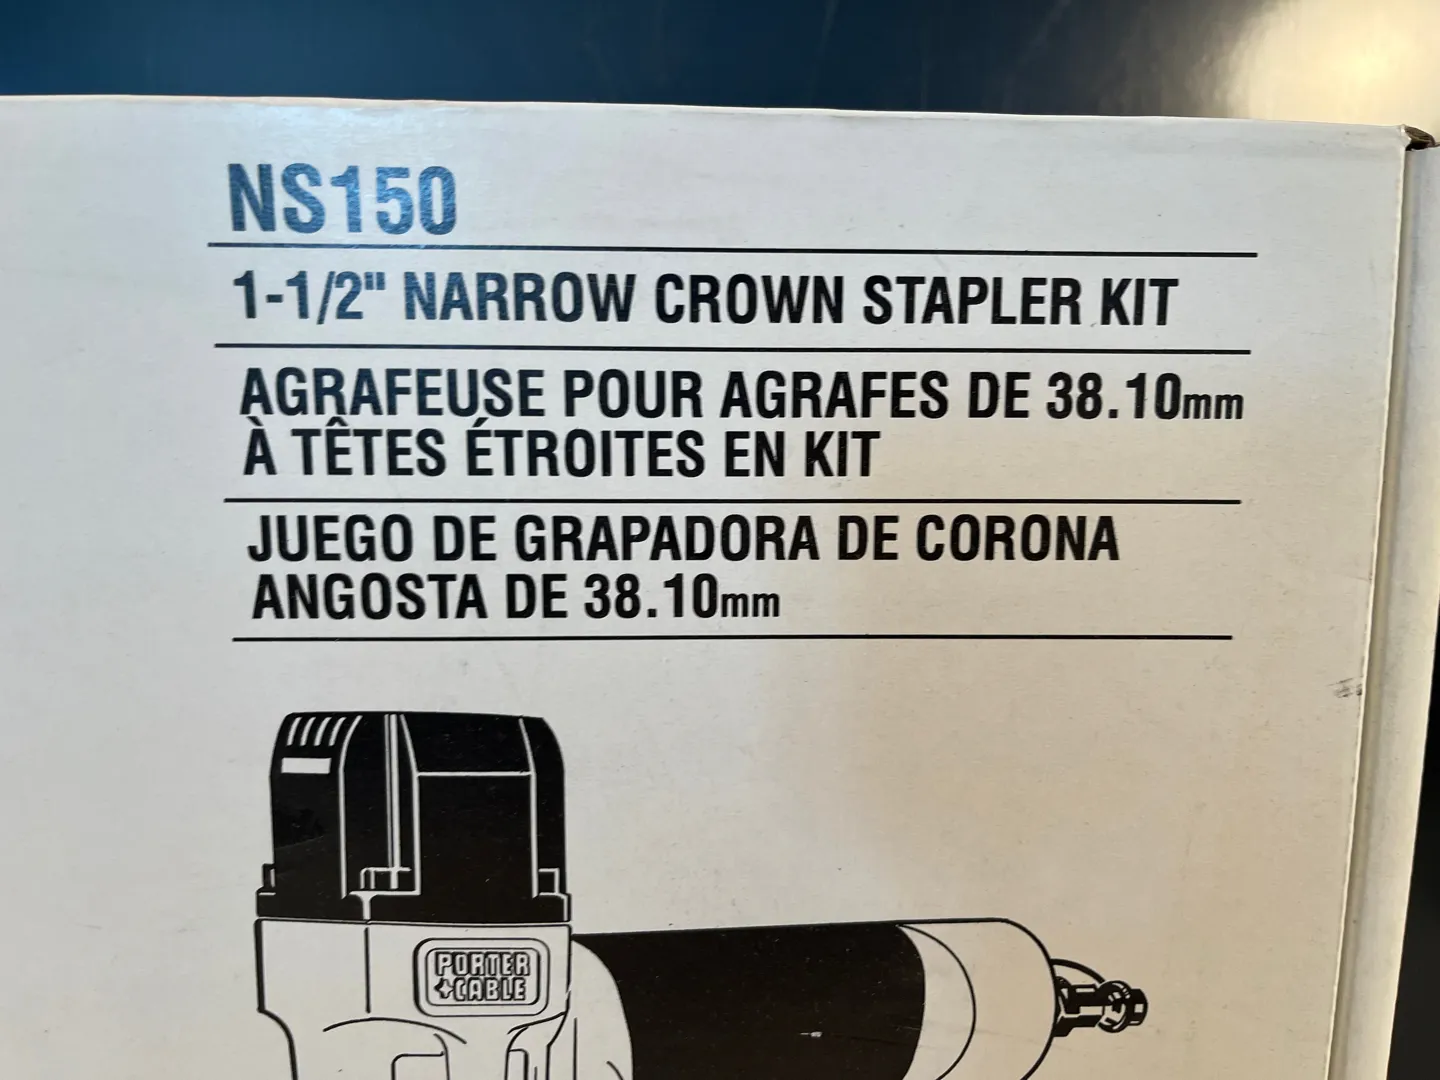 NS150
1-1/2" NARROW CROWN STAPLER KIT
AGRAFEUSE POUR AGRAFES DE 38.10mm
À TÊTES ÉTROITES EN KIT
JUEGO DE GRAPADORA DE CORONA
ANGOSTA DE 38.10mm
PORTER
CABLE